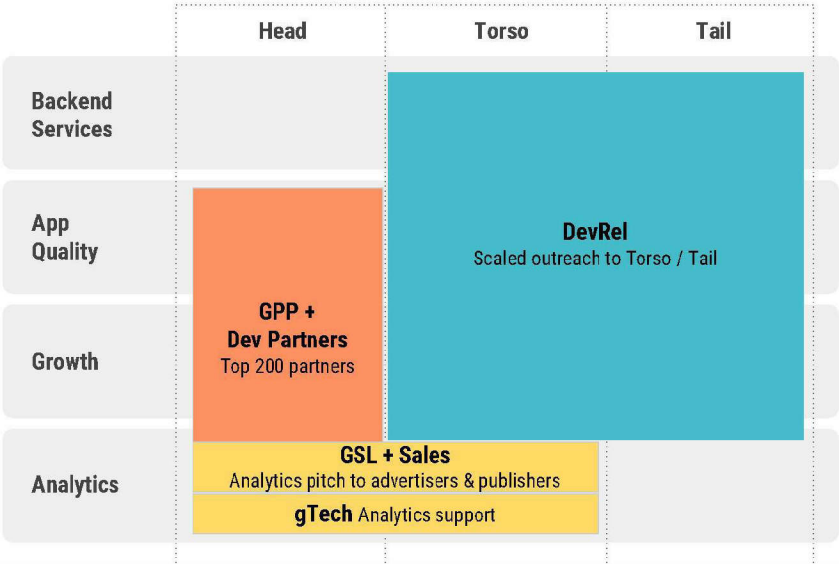 Head Torso Tail
Backend
Services
App
Quality
DevRel
Scaled outreach to Torso / Tail
GPP +
Dev Partners
Top 200 partners
Growth
GSL + Sales
Analytics pitch to advertisers & publishers
Analytics
gTech Analytics support